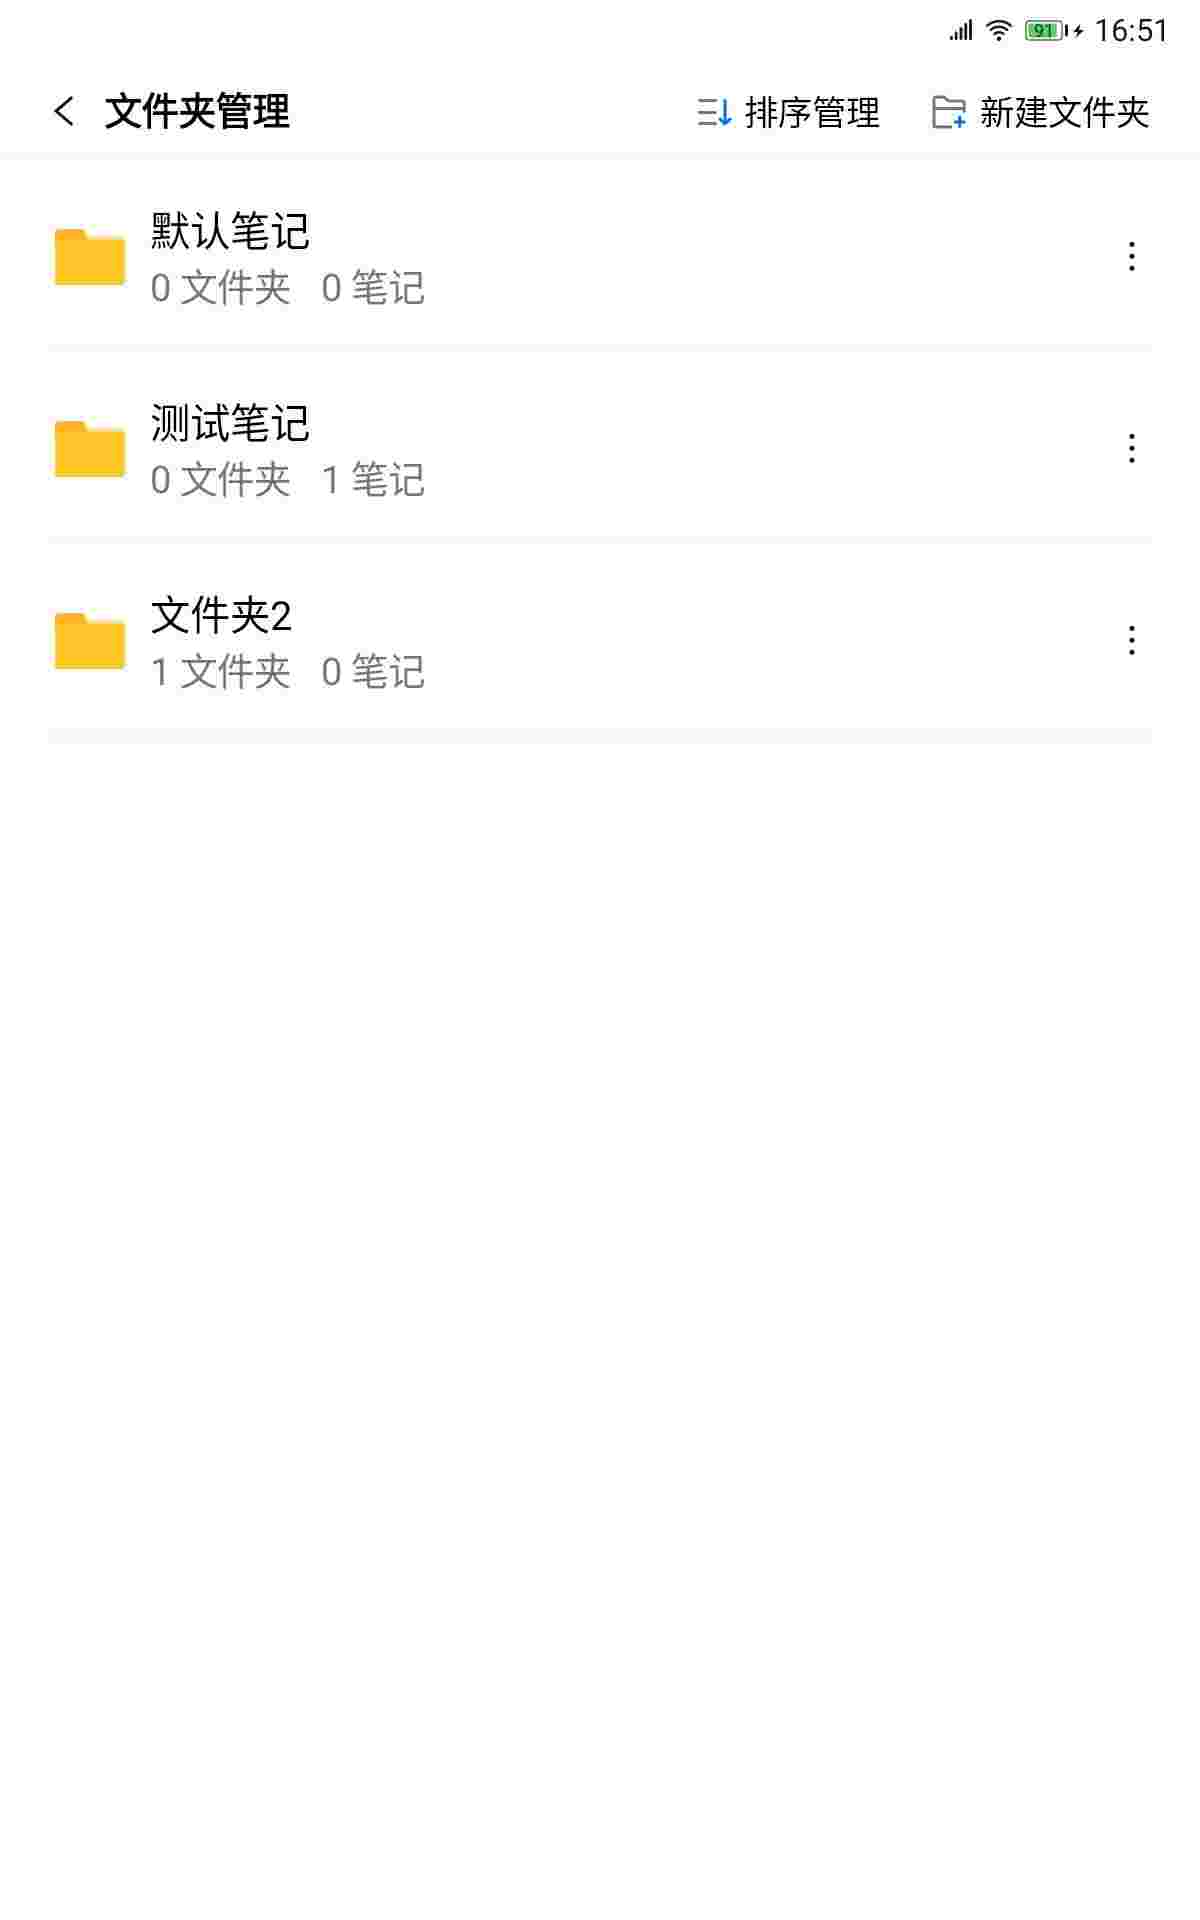 91 16:51
文件夹管理 排序管理 新建文件夹
默认笔记
0 文件夹 0 笔记
测试笔记
0 文件夹 1 笔记
文件夹2
1 文件夹 0 笔记